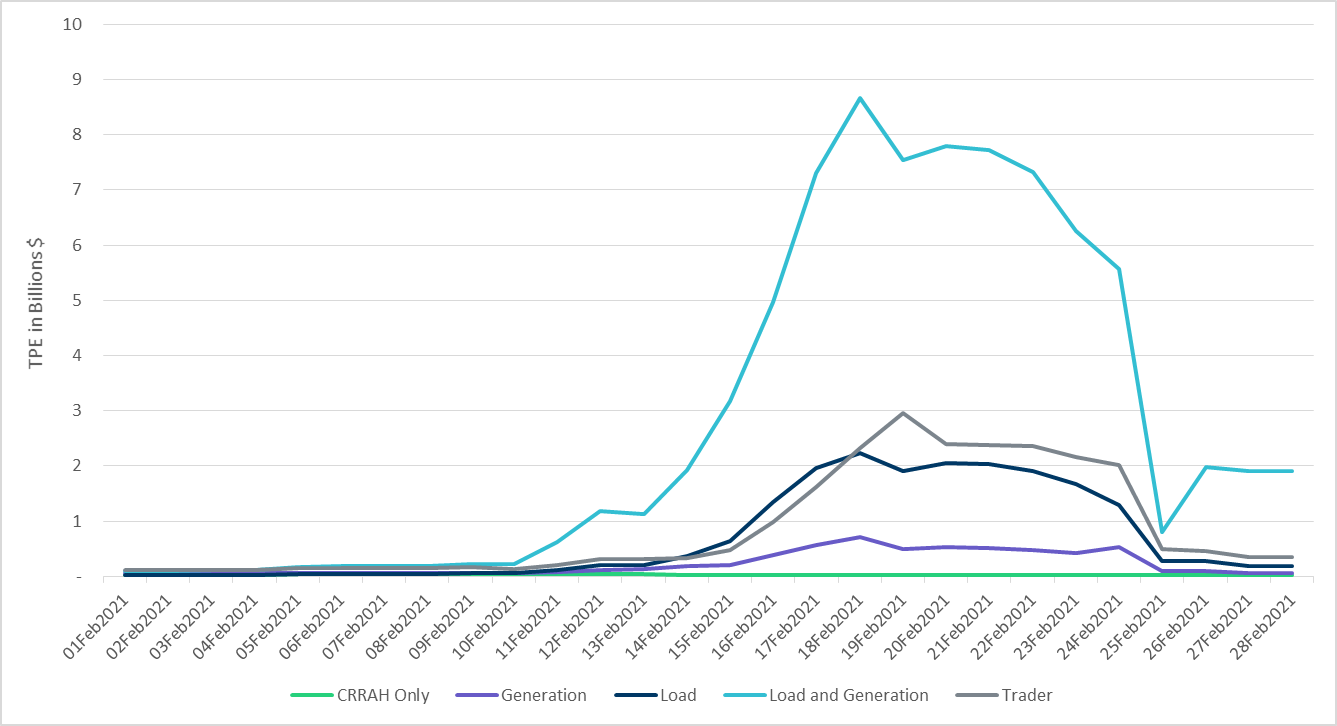 10
9
8
7
6
5
4
3
2
1
-
TPE in Billions $
01Feb2021
02Feb2021
03Feb2021
04Feb2021
05Feb2021
06Feb2021
07Feb2021
08Feb2021
09Feb2021
10Feb2021
11Feb2021
12Feb2021
13Feb2021
14Feb2021
15Feb2021
16Feb2021
17Feb2021
18Feb2021
19Feb2021
20Feb2021
21Feb2021
22Feb2021
23Feb2021
24Feb2021
25Feb2021
26Feb2021
27Feb2021
28Feb2021
CRRAH Only Generation Load Load and Generation Trader